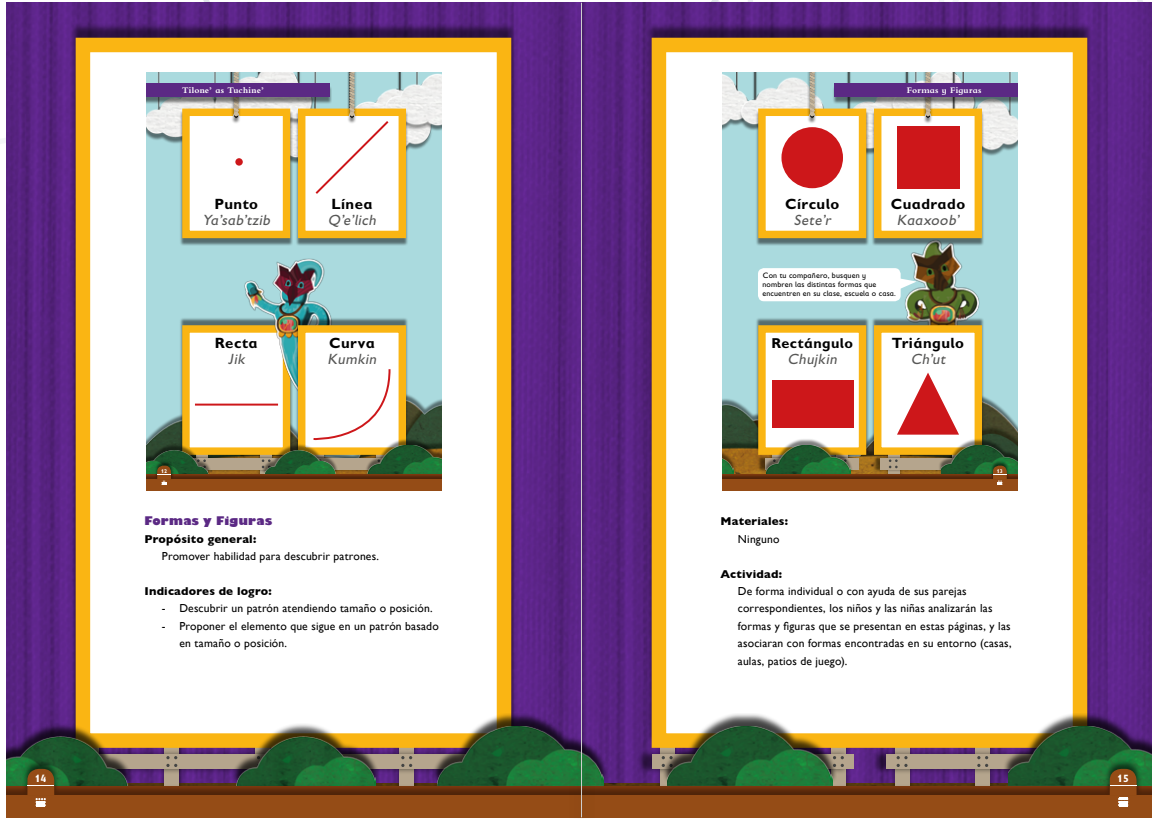 Tilone' as Tuchine'
Punto
Ya'sab'tzib
Línea
Q'e'lich
Recta
Jik
Curva
Kumkin
12
Formas y Figuras
Propósito general:
Promover habilidad para descubrir patrones.
Indicadores de logro:
- Descubrir un patrón atendiendo tamaño o posición.
- Proponer el elemento que sigue en un patrón basado
en tamaño o posición.
14
Formas y Figuras
Círculo
Sete'r
Cuadrado
Kaaxoob'
Con tu compañero, busquen y
nombren las distintas formas que
encuentren en su clase, escuela o casa.
Rectángulo
Chujkin
Triángulo
Ch'ut
13
Materiales:
Ninguno
Actividad:
De forma individual o con ayuda de sus parejas
correspondientes, los niños y las niñas analizarán las
formas y figuras que se presentan en estas páginas, y las
asociaran con formas encontradas en su entorno (casas,
aulas, patios de juego).
15